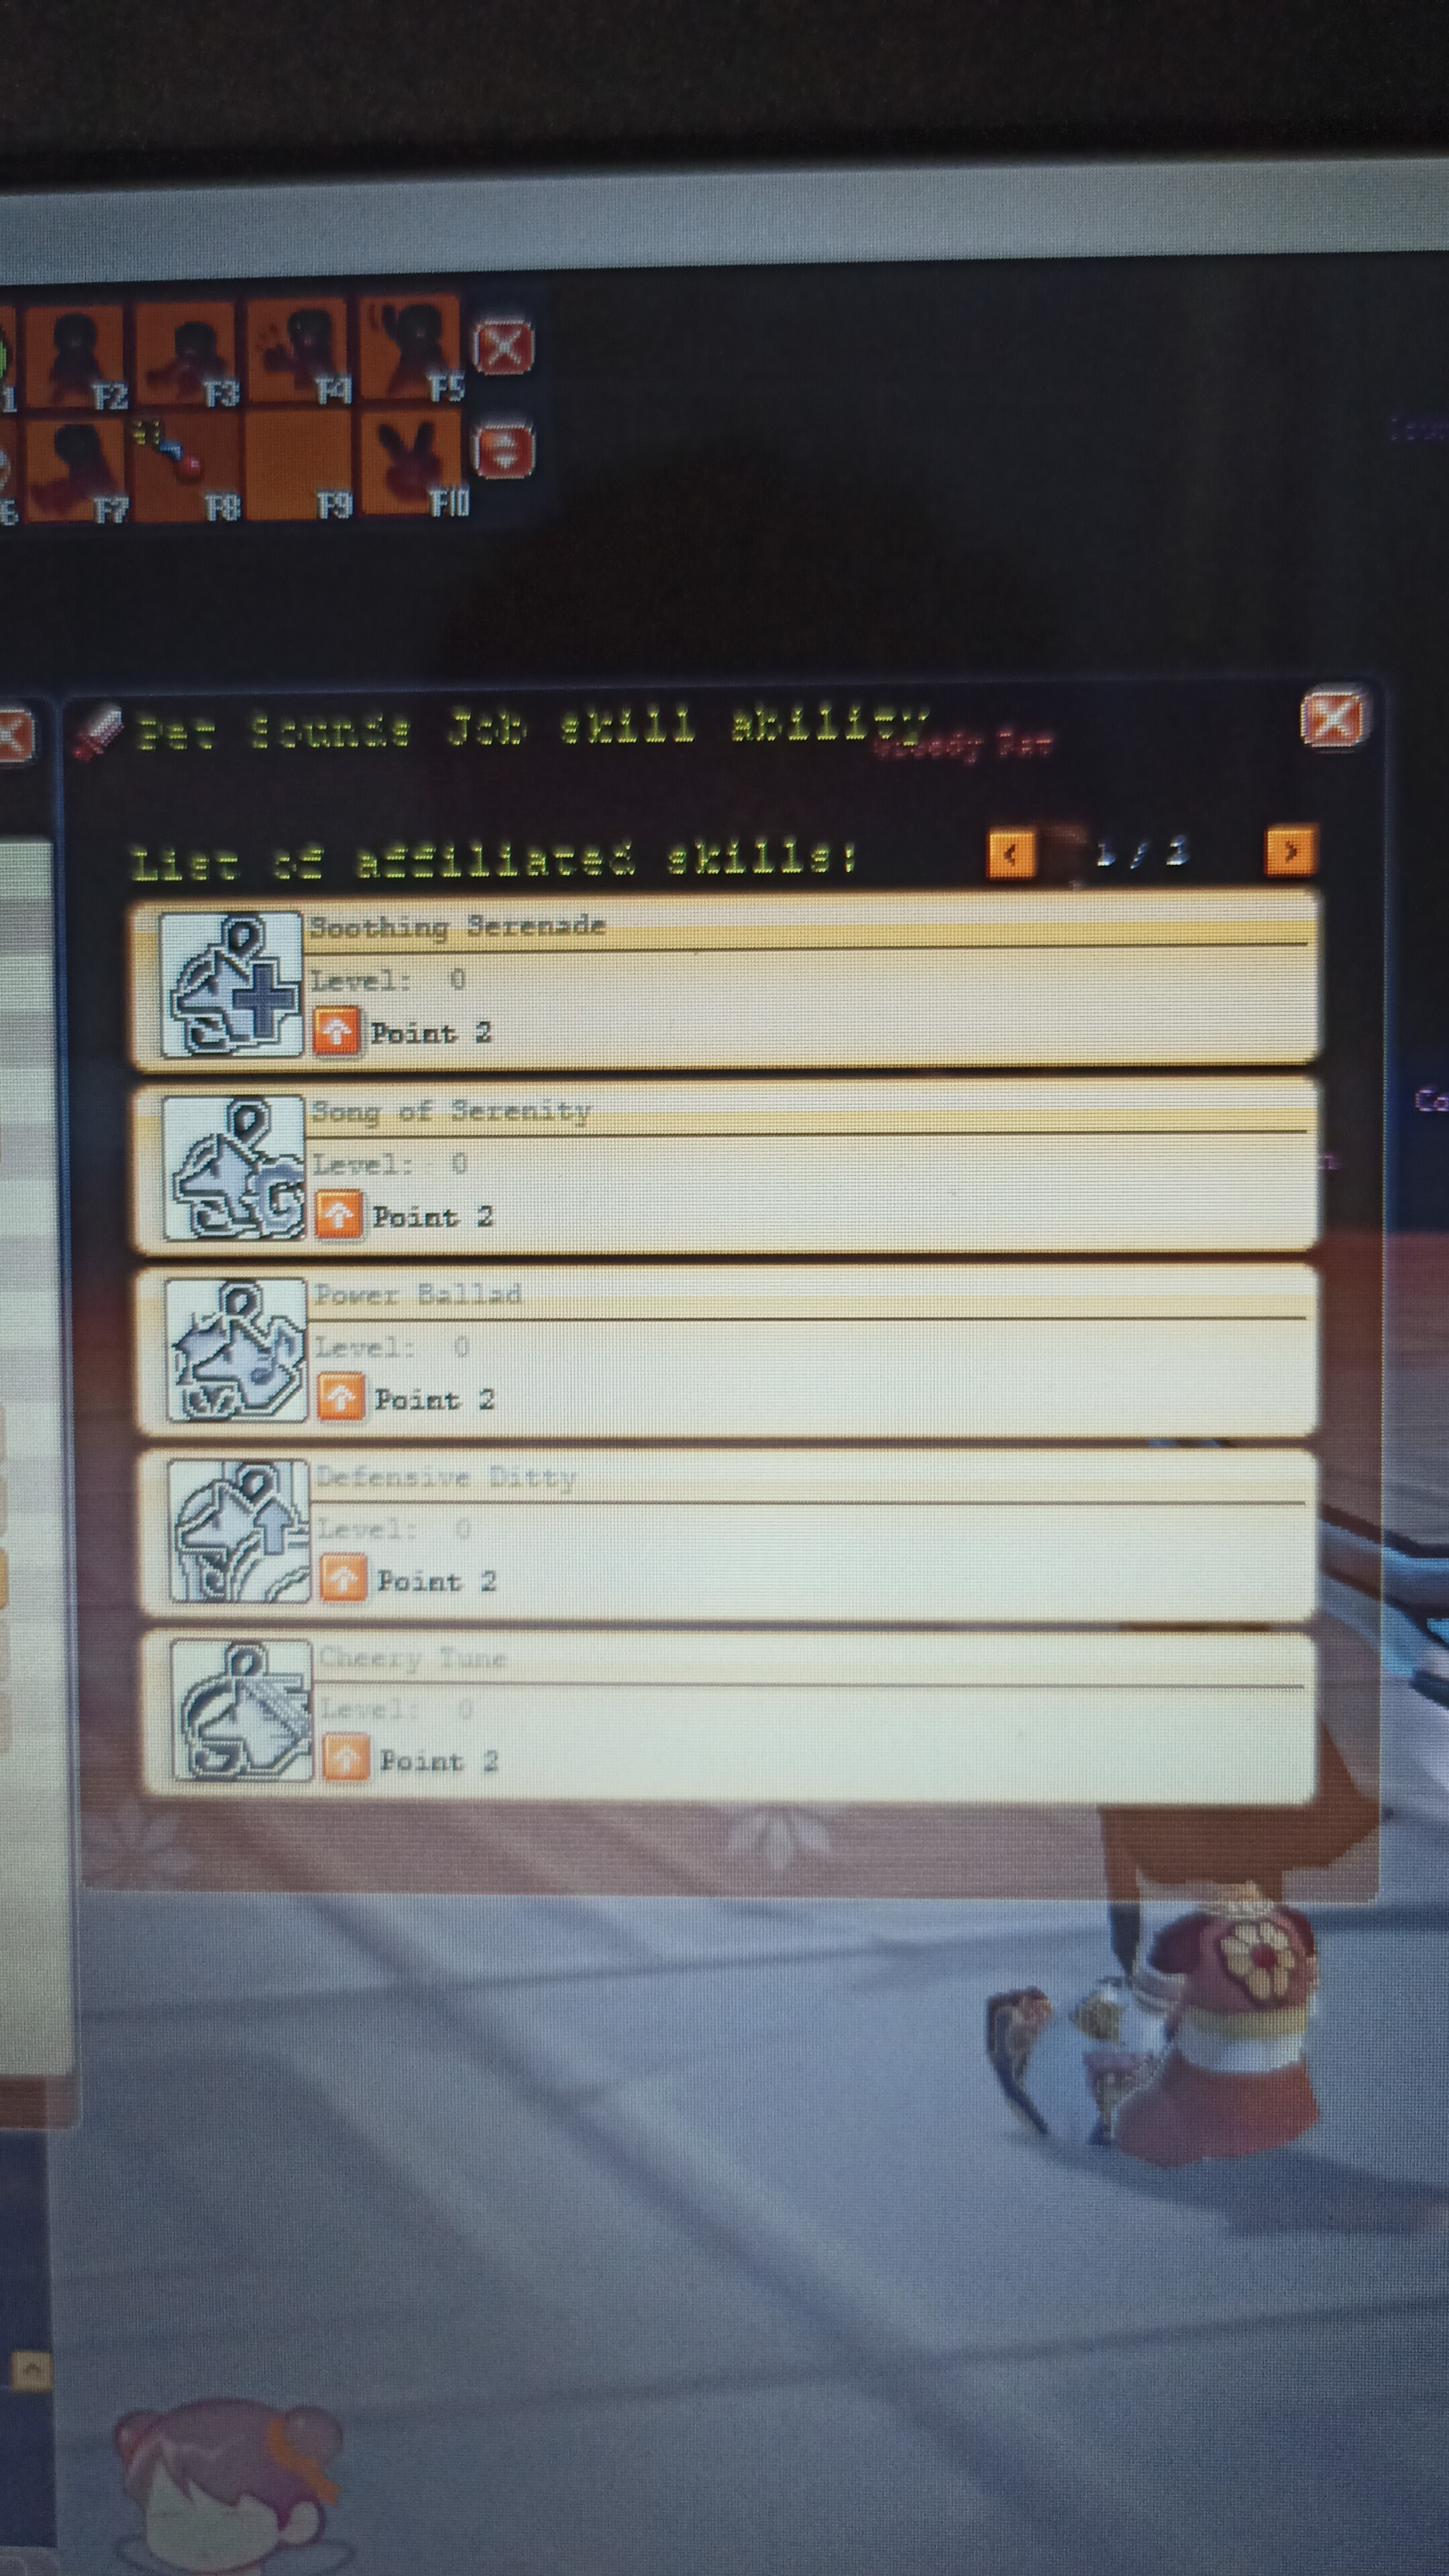 1 F2 F3 F4 F5
6 F7 F8 F9 F10
Pet Sounds Job skill ability
List of affiliated skills:
Soothing Serenade
Level: 0
Point 2
Song of Serenity
Level: 0
Point 2
Power Ballad
Level: 0
Point 2
Defensive Ditty
Level: 0
Point 2
Cheery Tune
Level: 0
Point 2